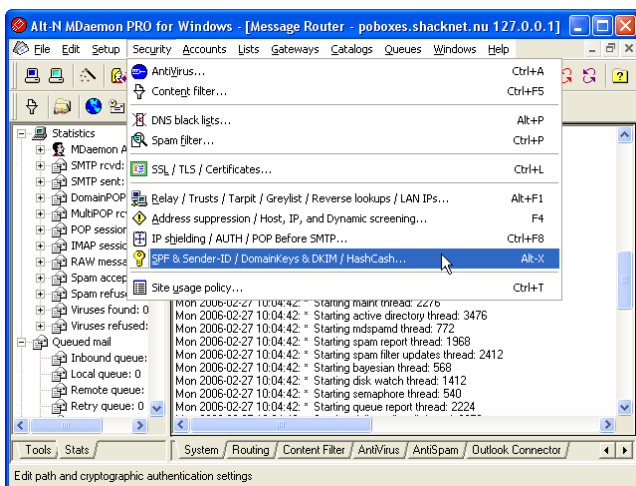 Alt-N MDaemon PRO for Windows - [Message Router - poboxes.shacknet.nu 127.0.0.1]
File Edit Setup Security Accounts Lists Gateways Catalogs Queues Windows Help
AntiVirus... Ctrl+A
Content filter... Ctrl+F5
DNS black lists... Alt+P
Spam filter... Ctrl+P
SSL / TLS / Certificates... Ctrl+L
Relay / Trusts / Tarpit / Greylist / Reverse lookups / LAN IPs... Alt+F1
Address suppression / Host, IP, and Dynamic screening... F4
IP shielding / AUTH / POP Before SMTP... Ctrl+F8
SPF & Sender-ID / DomainKeys & DKIM / HashCash... Alt-X
Site usage policy... Ctrl+T
Statistics
MDaemon A
SMTP rcvd:
SMTP sent:
DomainPOP
MultiPOP
POP session
IMAP sessio
RAW messa
Spam accep
Spam refuse
Viruses found: 0
Viruses refused:
Queued mail
Inbound queue:
Local queue: 0
Remote queue:
Retry queue: 0
Mon 2006-02-27 10:04:42: * Starting maint thread: 2276
Mon 2006-02-27 10:04:42: * Starting active directory thread: 3476
Mon 2006-02-27 10:04:42: * Starting mdspamd thread: 772
Mon 2006-02-27 10:04:42: * Starting spam report thread: 1968
Mon 2006-02-27 10:04:42: * Starting spam filter updates thread: 2412
Mon 2006-02-27 10:04:42: * Starting bayesian thread: 568
Mon 2006-02-27 10:04:42: * Starting disk watch thread: 1412
Mon 2006-02-27 10:04:42: * Starting semaphore thread: 540
Mon 2006-02-27 10:04:42: * Starting queue report thread: 2224
Tools Stats
System Routing Content Filter AntiVirus AntiSpam Outlook Connector
Edit path and cryptographic authentication settings